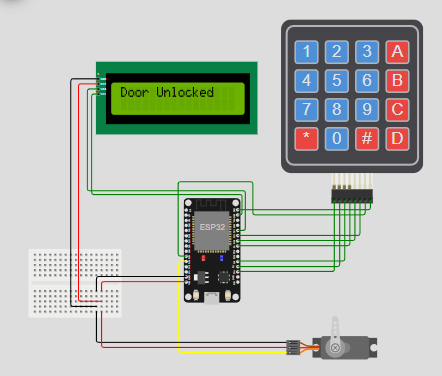 Door Unlocked
1 2 3 A
4 5 6 B
7 8 9 C
* 0 # D
ESP32